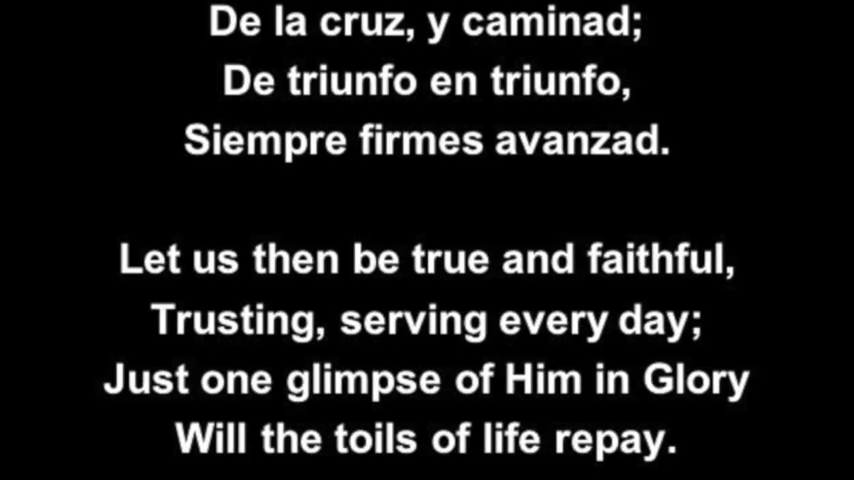 De la cruz, y caminad;
De triunfo en triunfo,
Siempre firmes avanzad.
Let us then be true and faithful,
Trusting, serving every day;
Just one glimpse of Him in Glory
Will the toils of life repay.